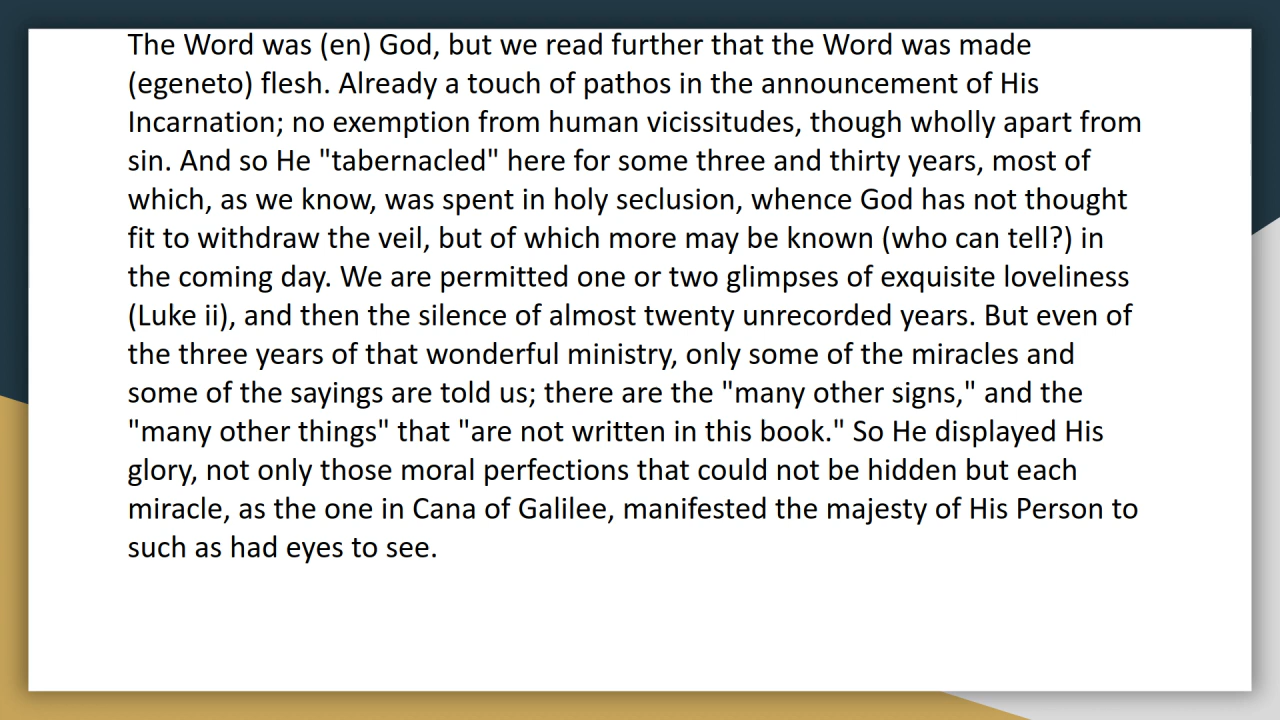 The Word was (en) God, but we read further that the Word was made
(egeneto) flesh. Already a touch of pathos in the announcement of His
Incarnation; no exemption from human vicissitudes, though wholly apart from
sin. And so He "tabernacled" here for some three and thirty years, most of
which, as we know, was spent in holy seclusion, whence God has not thought
fit to withdraw the veil, but of which more may be known (who can tell?) in
the coming day. We are permitted one or two glimpses of exquisite loveliness
(Luke ii), and then the silence of almost twenty unrecorded years. But even of
the three years of that wonderful ministry, only some of the miracles and
some of the sayings are told us; there are the "many other signs," and the
"many other things" that "are not written in this book." So He displayed His
glory, not only those moral perfections that could not be hidden but each
miracle, as the one in Cana of Galilee, manifested the majesty of His Person to
such as had eyes to see.